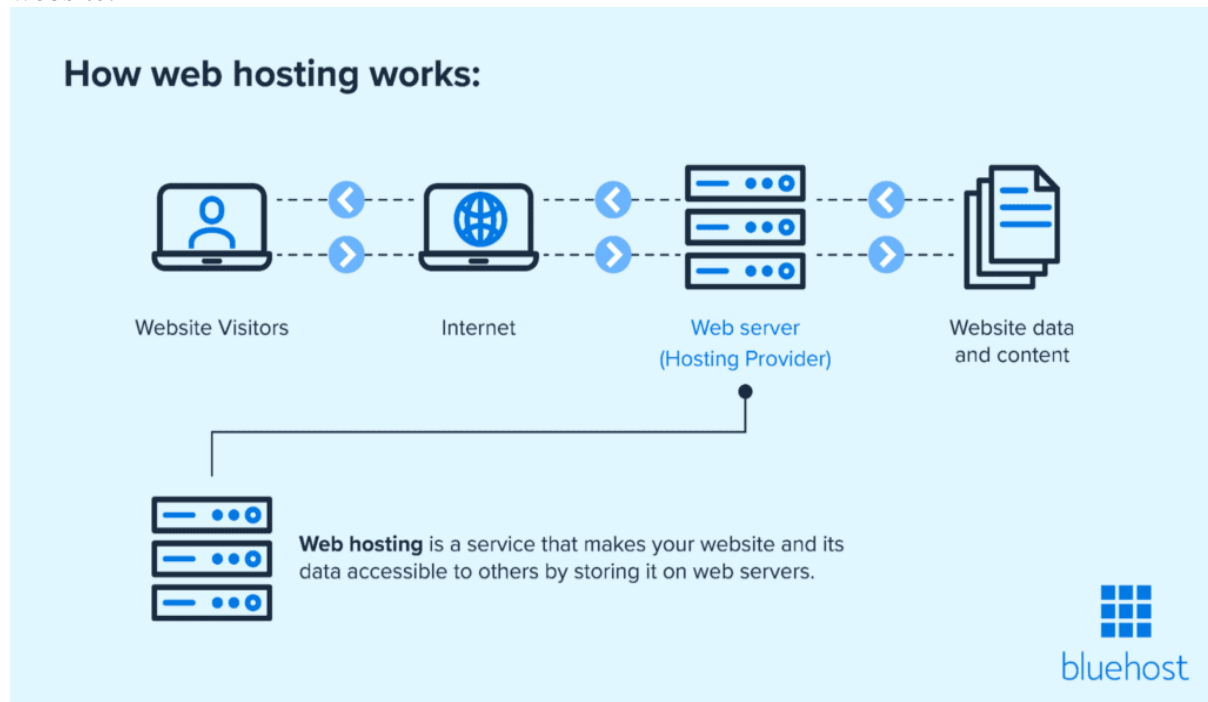 How web hosting works:
Website Visitors
Internet
Web server
(Hosting Provider)
Website data
and content
Web hosting is a service that makes your website and its
data accessible to others by storing it on web servers.
bluehost